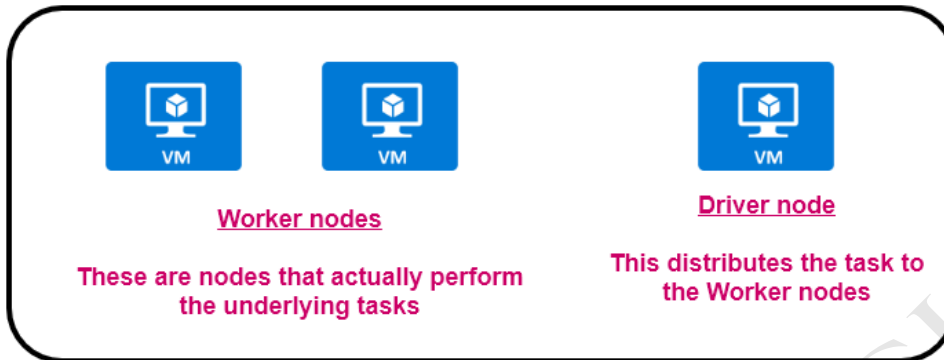 VM
VM
VM
Worker nodes
These are nodes that actually perform
the underlying tasks
Driver node
This distributes the task to
the Worker nodes